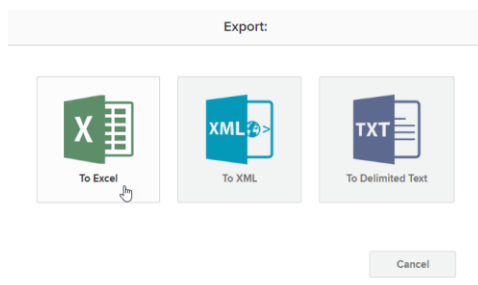 Export:
X
XML
TXT
To Excel
To XML
To Delimited Text
Cancel